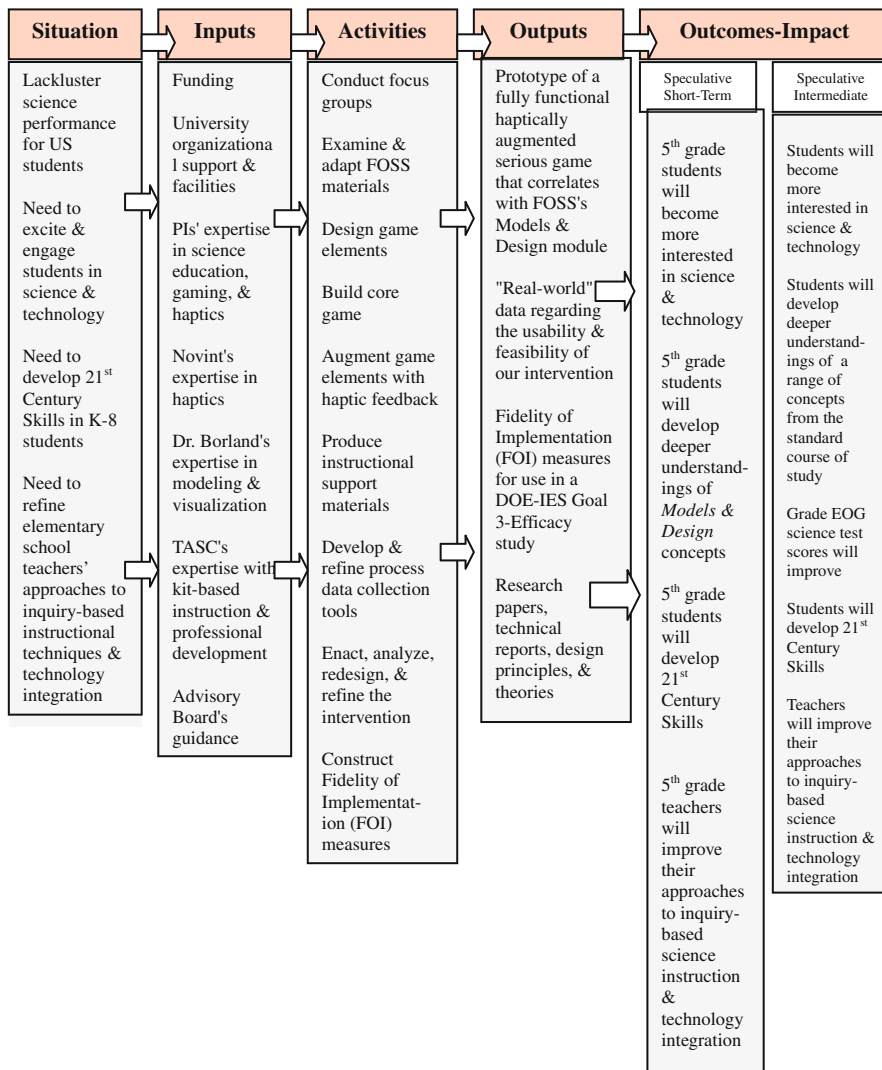 Situation
Inputs
Activities
Outputs
Outcomes-Impact
Lackluster
science
performance
for US
students
Need to
excite &
engage
students in
science &
technology
Need to
develop 21st
Century
Skills in K-8
students
Need to
refine
elementary
school
teachers'
approaches to
inquiry-based
instructional
techniques &
technology
integration
Funding
University
organizationa
l support &
facilities
PIs' expertise
in science
education,
gaming, &
haptics
Novint's
expertise in
haptics
Dr. Borland's
expertise in
modeling &
visualization
TASC's
expertise with
kit-based
instruction &
professional
development
Advisory
Board's
guidance
Conduct focus
groups
Examine &
adapt FOSS
materials
Design game
elements
Build core
game
Augment game
elements with
haptic feedback
Produce
instructional
support
materials
Develop &
refine process
data collection
tools
Enact, analyze,
redesign, &
refine the
intervention
Construct
Fidelity of
Implementat-
ion (FOI)
measures
Prototype of a
fully functional
haptically
augmented
serious game
that correlates
with FOSS's
Models &
Design module
"Real-world"
data regarding
the usability &
feasibility of
our intervention
Fidelity of
Implementation
(FOI) measures
for use in a
DOE-IES Goal
3-Efficacy
study
Research
papers,
technical
reports, design
principles, &
theories
Speculative
Short-Term
5th grade
students
will
become
more
interested
in science
&
technology
5th grade
students
will
develop
deeper
understand-
ings of
Models &
Design
concepts
5th grade
students
will
develop
21st
Century
Skills
5th grade
teachers
will
improve
their
approaches
to inquiry-
based
science
instruction
&
technology
integration
Speculative
Intermediate
Students will
become
more
interested in
science &
technology
Students will
develop
deeper
understand-
ings of a
range of
concepts
from the
standard
course of
study
Grade EOG
science test
scores will
improve
Students will
develop 21st
Century
Skills
Teachers
will improve
their
approaches
to inquiry-
based
science
instruction &
technology
integration